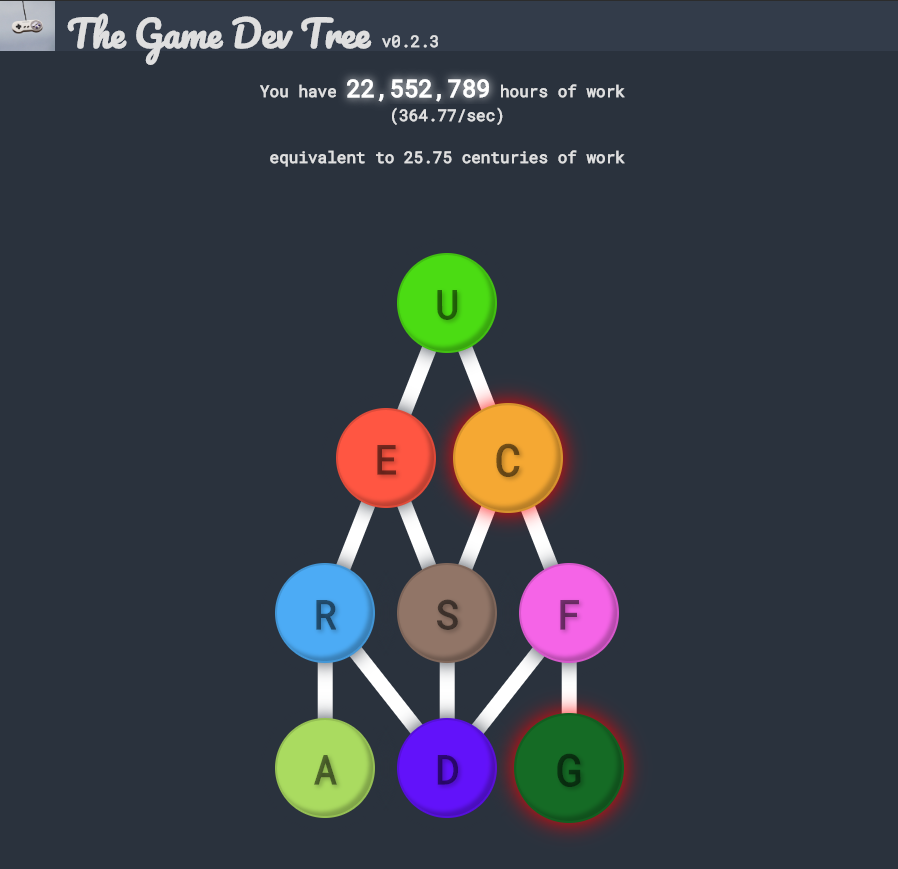 The Game Dev Tree v0.2.3
You have 22,552,789 hours of work
(364.77/sec)
equivalent to 25.75 centuries of work
U
E C
R S F
A D G